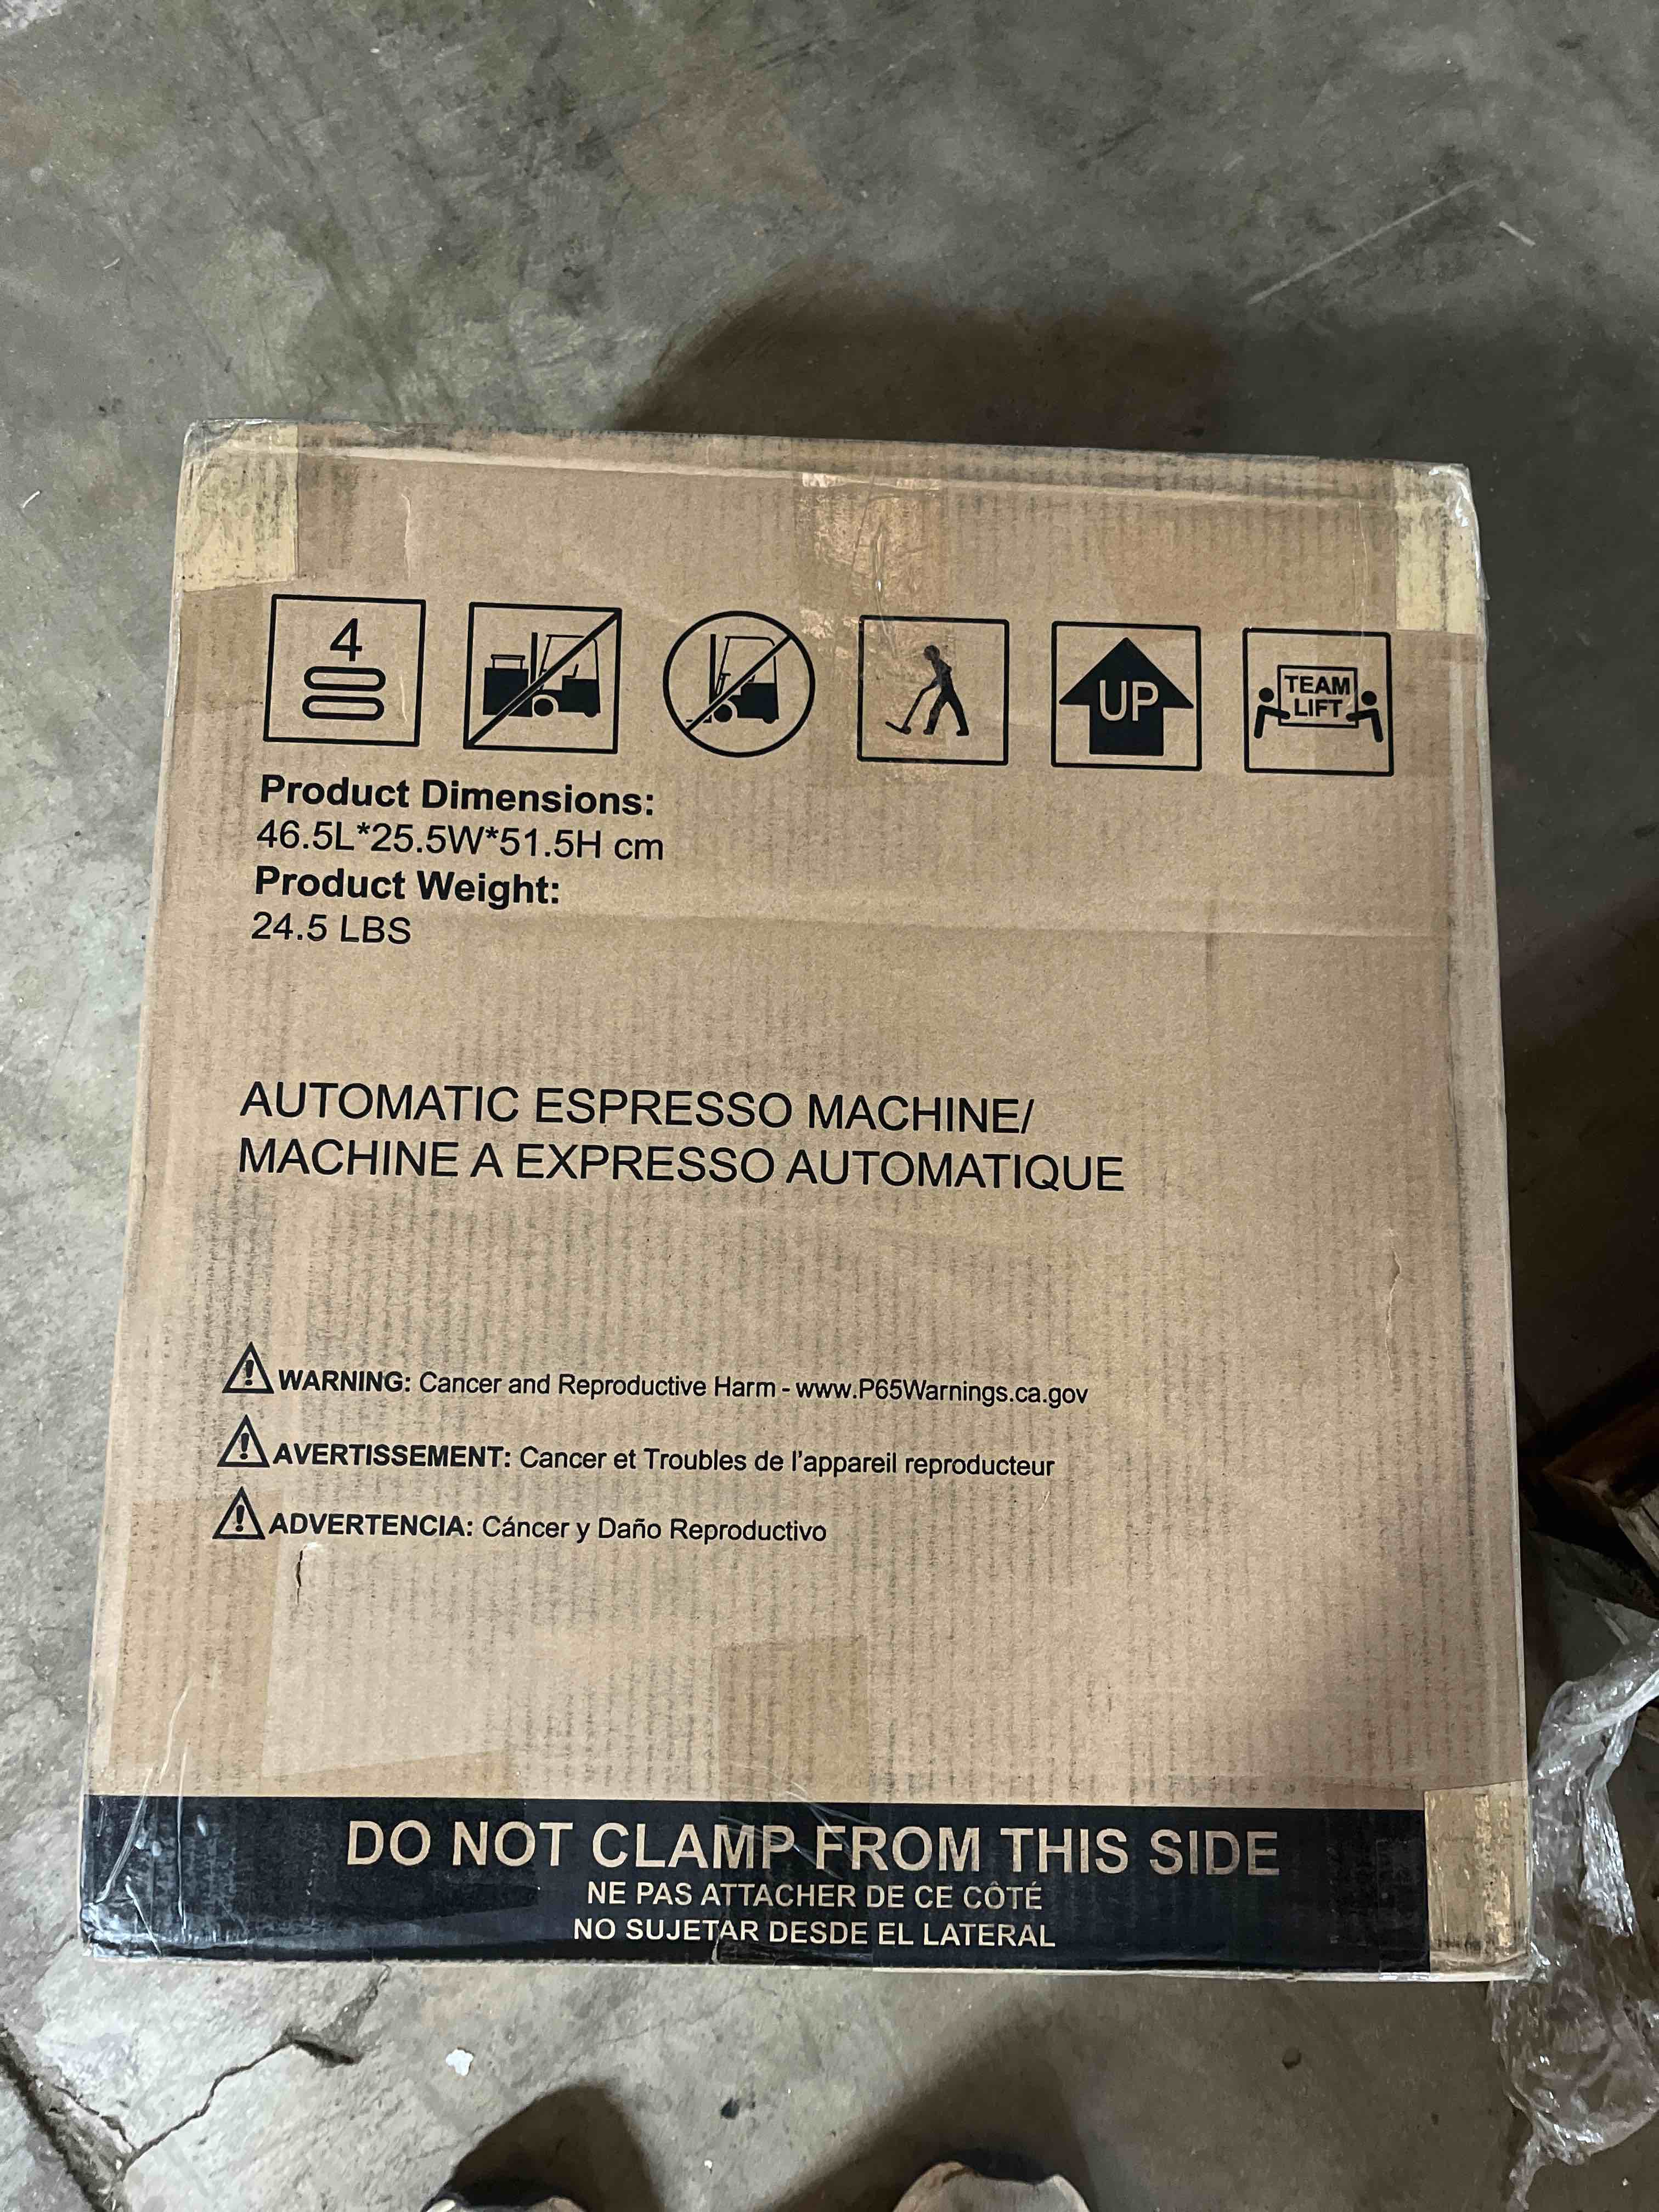 4
UP
TEAM
LIFT
Product Dimensions:
46.5L*25.5W*51.5H cm
Product Weight:
24.5 LBS
AUTOMATIC ESPRESSO MACHINE/
MACHINE A EXPRESSO AUTOMATIQUE
WARNING: Cancer and Reproductive Harm - www.P65Warnings.ca.gov
AVERTISSEMENT: Cancer et Troubles de l'appareil reproducteur
ADVERTENCIA: Cáncer y Daño Reproductivo
DO NOT CLAMP FROM THIS SIDE
NE PAS ATTACHER DE CE CÔTÉ
NO SUJETAR DESDE EL LATERAL